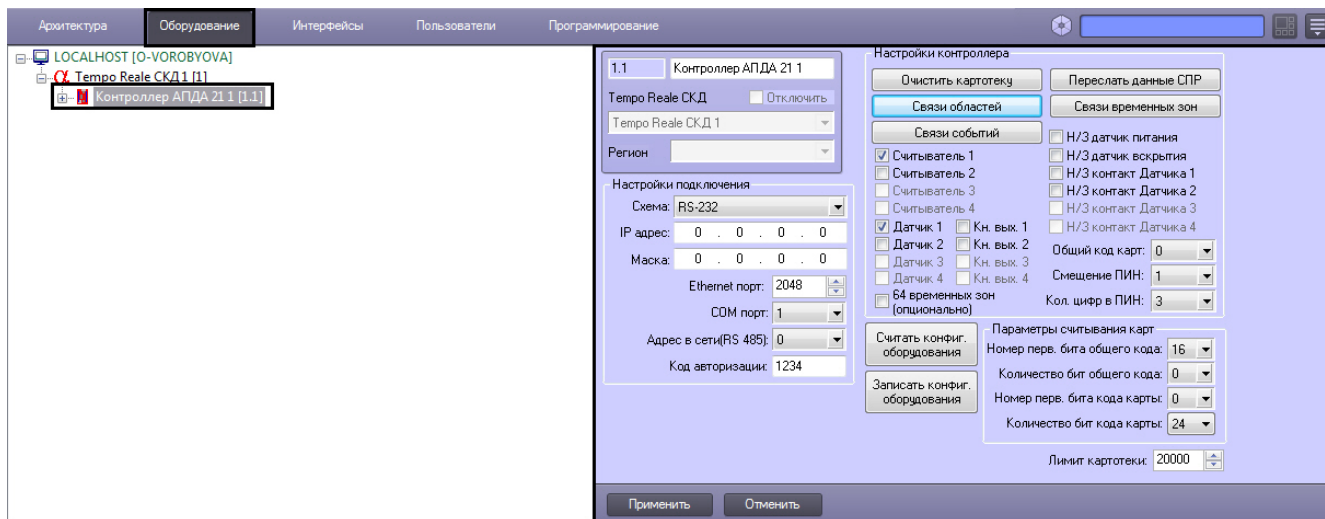 Архитектура Оборудование Интерфейсы Пользователи Программирование
LOCALHOST [O-VOROBYOVA]
Tempo Reale СКД 1 [1]
Контроллер АПДА 21 1 [1.1]
1.1 Контроллер АПДА 21 1
Tempo Reale СКД Отключить
Tempo Reale СКД 1
Регион
Настройки подключения
Схема: RS-232
IP адрес: 0 . 0 . 0 . 0
Маска: 0 . 0 . 0 . 0
Ethernet порт: 2048
COM порт: 1
Адрес в сети(RS 485): 0
Код авторизации: 1234
Настройки контроллера
Очистить картотеку Переслать данные СПР
Связи областей Связи временных зон
Связи событий
Н/З датчик питания
Считыватель 1 Н/З датчик вскрытия
Считыватель 2 Н/З контакт Датчика 1
Считыватель 3 Н/З контакт Датчика 2
Считыватель 4 Н/З контакт Датчика 3
Датчик 1 Кн. вых. 1 Н/З контакт Датчика 4
Датчик 2 Кн. вых. 2 Общий код карт: 0
Датчик 3 Кн. вых. 3
Датчик 4 Кн. вых. 4 Смещение ПИН: 1
64 временных зон
(опционально)
Кол. цифр в ПИН: 3
Считать конфиг.
оборудования
Записать конфиг.
оборудования
Параметры считывания карт
Номер перв. бита общего кода: 16
Количество бит общего кода: 0
Номер перв. бита кода карты: 0
Количество бит кода карты: 24
Лимит картотеки: 20000
Применить Отменить